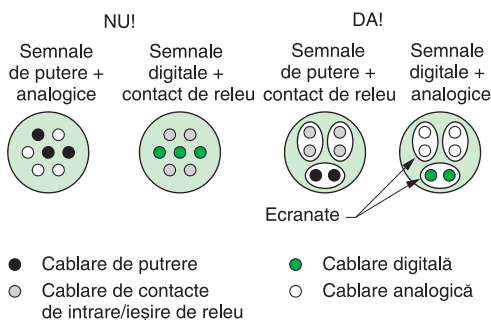 NU!
DA!
Semnale
de putere +
analogice
Semnale
digitale +
contact de releu
Semnale
de putere +
contact de releu
Semnale
digitale +
analogice
Ecranate
Cablare de putrere
Cablare de contacte
de intrare/ieșire de releu
Cablare digitală
Cablare analogică